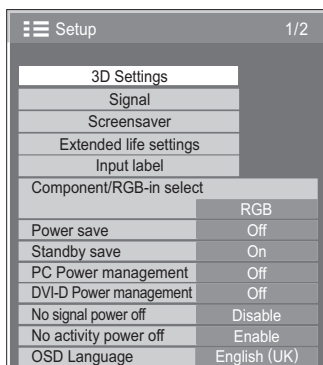 Setup 1/2
3D Settings
Signal
Screensaver
Extended life settings
Input label
Component/RGB-in select
RGB
Power save Off
Standby save On
PC Power management Off
DVI-D Power management Off
No signal power off Disable
No activity power off Enable
OSD Language English (UK)